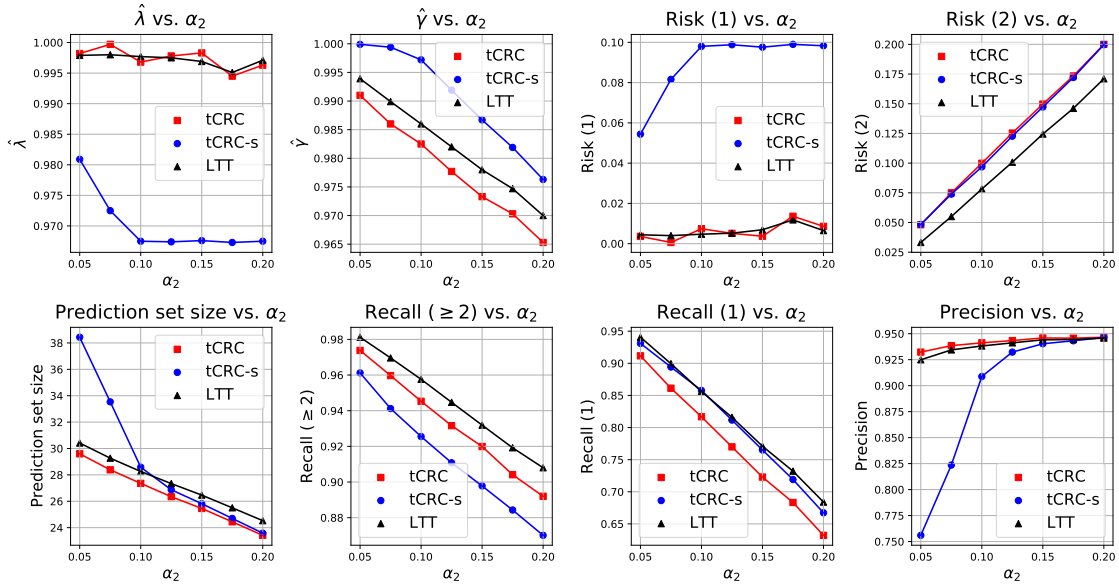 λ̂ vs. α₂
λ̂
1.000
0.995
0.990
0.985
0.980
0.975
0.970
tCRC
tCRC-s
LTT
0.05 0.10 0.15 0.20
α₂
γ̂ vs. α₂
γ̂
1.000
0.995
0.990
0.985
0.980
0.975
0.970
0.965
tCRC
tCRC-s
LTT
0.05 0.10 0.15 0.20
α₂
Risk (1) vs. α₂
Risk (1)
0.10
0.08
0.06
0.04
0.02
0.00
tCRC
tCRC-s
LTT
0.05 0.10 0.15 0.20
α₂
Risk (2) vs. α₂
Risk (2)
0.200
0.175
0.150
0.125
0.100
0.075
0.050
0.025
tCRC
tCRC-s
LTT
0.05 0.10 0.15 0.20
α₂
Prediction set size vs. α₂
Prediction set size
38
36
34
32
30
28
26
24
tCRC
tCRC-s
LTT
0.05 0.10 0.15 0.20
α₂
Recall (≥2) vs. α₂
Recall (≥2)
0.98
0.96
0.94
0.92
0.90
0.88
tCRC
tCRC-s
LTT
0.05 0.10 0.15 0.20
α₂
Recall (1) vs. α₂
Recall (1)
0.95
0.90
0.85
0.80
0.75
0.70
0.65
tCRC
tCRC-s
LTT
0.05 0.10 0.15 0.20
α₂
Precision vs. α₂
Precision
0.950
0.925
0.900
0.875
0.850
0.825
0.800
0.775
0.750
tCRC
tCRC-s
LTT
0.05 0.10 0.15 0.20
α₂